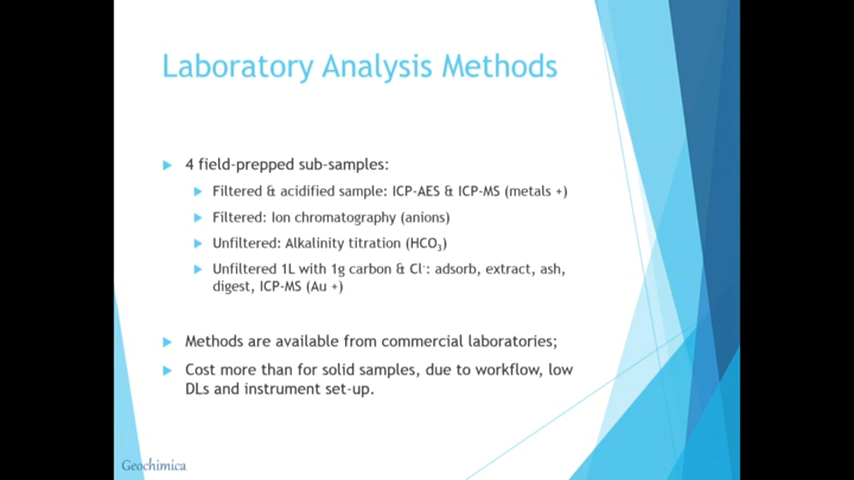 Laboratory Analysis Methods
4 field-prepped sub-samples:
Filtered & acidified sample: ICP-AES & ICP-MS (metals +)
Filtered: Ion chromatography (anions)
Unfiltered: Alkalinity titration (HCO₃)
Unfiltered 1L with 1g carbon & Cl⁻: adsorb, extract, ash,
digest, ICP-MS (Au +)
Methods are available from commercial laboratories;
Cost more than for solid samples, due to workflow, low
DLs and instrument set-up.
Geochimica